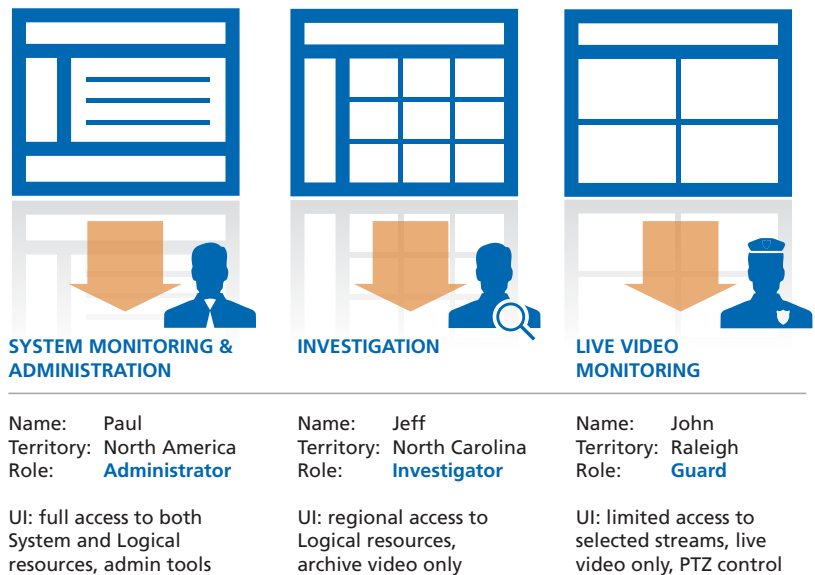 SYSTEM MONITORING &
ADMINISTRATION
Name: Paul
Territory: North America
Role: Administrator
UI: full access to both
System and Logical
resources, admin tools
INVESTIGATION
Name: Jeff
Territory: North Carolina
Role: Investigator
UI: regional access to
Logical resources,
archive video only
LIVE VIDEO
MONITORING
Name: John
Territory: Raleigh
Role: Guard
UI: limited access to
selected streams, live
video only, PTZ control